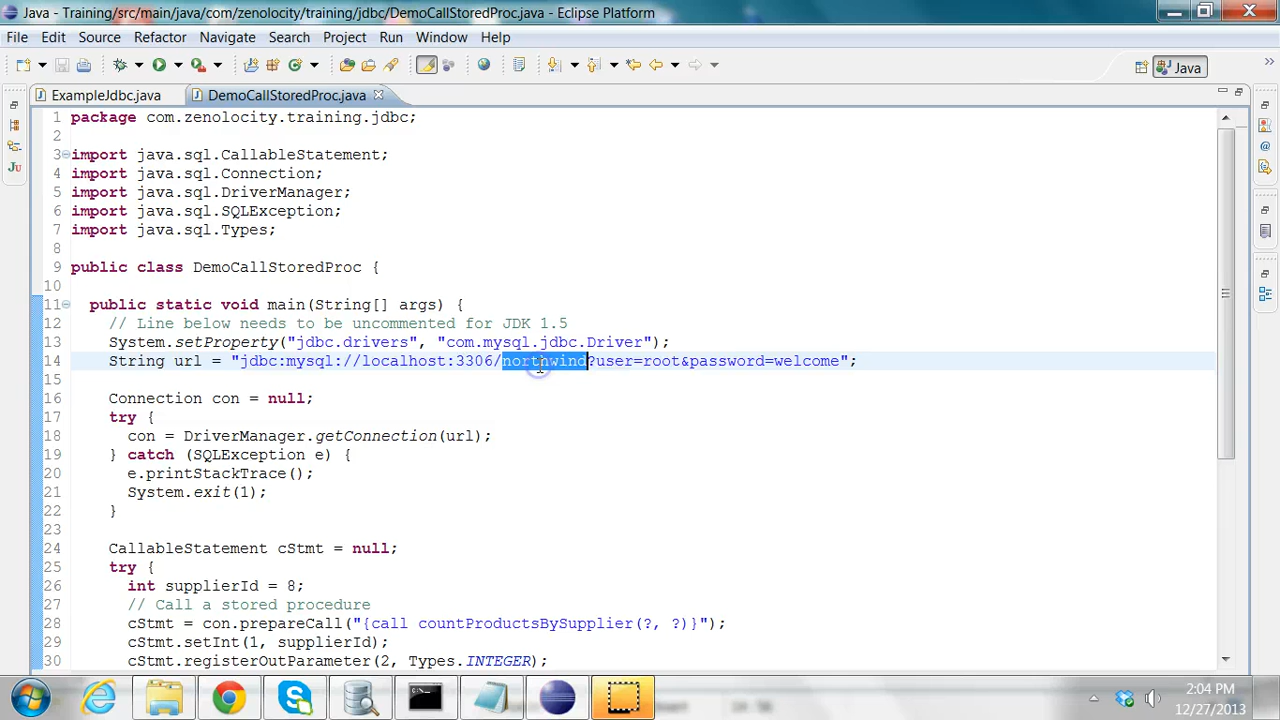 Java - Training/src/main/java/com/zenolocity/training/jdbc/DemoCallStoredProc.java - Eclipse Platform
File Edit Source Refactor Navigate Search Project Run Window Help
Java
ExampleJdbc.java DemoCallStoredProc.java
1 package com.zenolocity.training.jdbc;
2
3 import java.sql.CallableStatement;
4 import java.sql.Connection;
5 import java.sql.DriverManager;
6 import java.sql.SQLException;
7 import java.sql.Types;
8
9 public class DemoCallStoredProc {
10
11 public static void main(String[] args) {
12 // Line below needs to be uncommented for JDK 1.5
13 System.setProperty("jdbc.drivers", "com.mysql.jdbc.Driver");
14 String url = "jdbc:mysql://localhost:3306/northwind?user=root&password=welcome";
15
16 Connection con = null;
17 try {
18 con = DriverManager.getConnection(url);
19 } catch (SQLException e) {
20 e.printStackTrace();
21 System.exit(1);
22 }
23
24 CallableStatement cStmt = null;
25 try {
26 int supplierId = 8;
27 // Call a stored procedure
28 cStmt = con.prepareCall("{call countProductsBySupplier(?, ?)}");
29 cStmt.setInt(1, supplierId);
30 cStmt.registerOutParameter(2, Types.INTEGER);
2:04 PM
12/27/2013